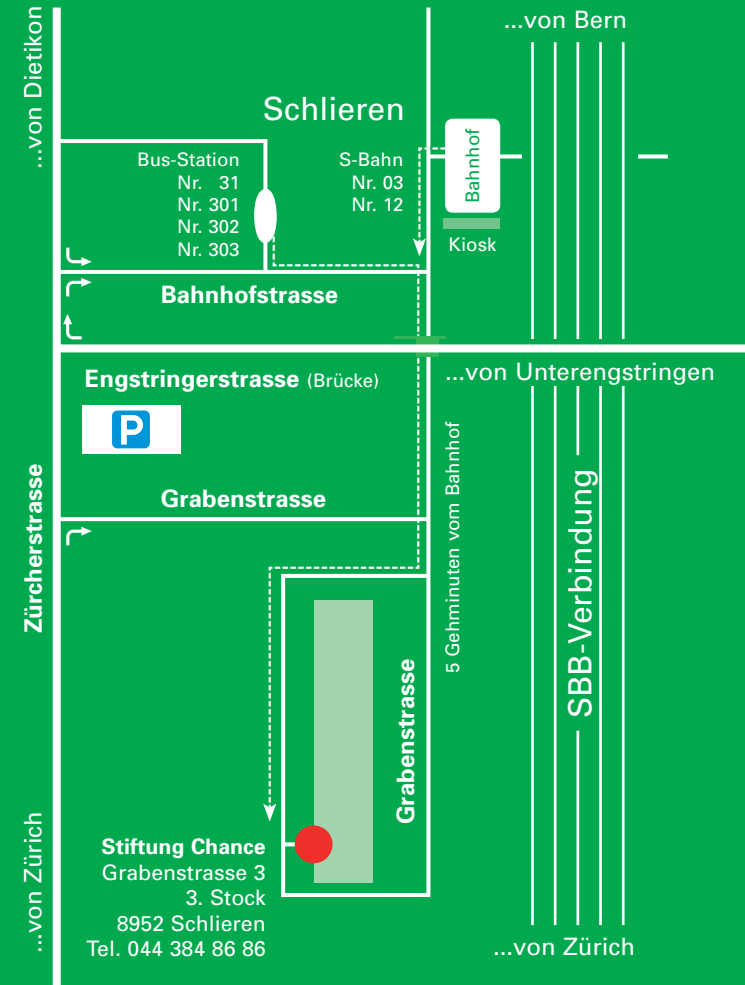 ...von Dietikon
...von Bern
Schlieren
Bus-Station
Nr. 31
Nr. 301
Nr. 302
Nr. 303
S-Bahn
Nr. 03
Nr. 12
Bahnhof
Kiosk
Bahnhofstrasse
Engstringerstrasse (Brücke)
...von Unterengstringen
P
5 Gehminuten vom Bahnhof
SBB-Verbindung
Zürcherstrasse
Grabenstrasse
Grabenstrasse
Stiftung Chance
Grabenstrasse 3
3. Stock
8952 Schlieren
Tel. 044 384 86 86
...von Zürich
...von Zürich